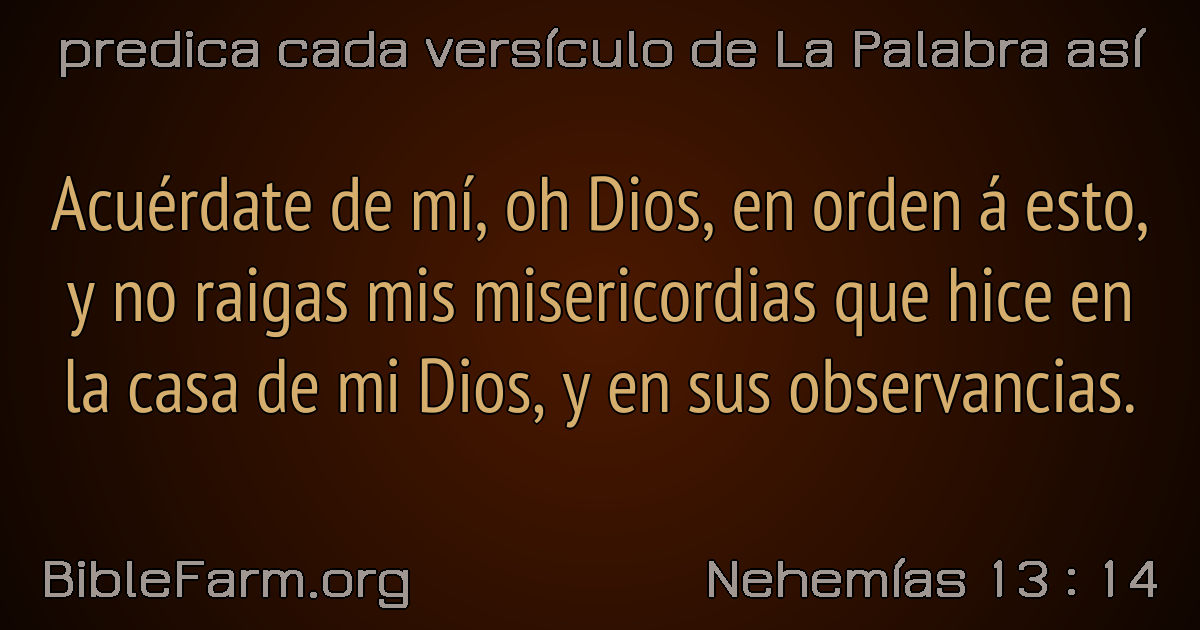 predica cada versículo de La Palabra así
Acuérdate de mí, oh Dios, en orden á esto,
y no raigas mis misericordias que hice en
la casa de mi Dios, y en sus observancias.
BibleFarm.org
Nehemías 13 : 14